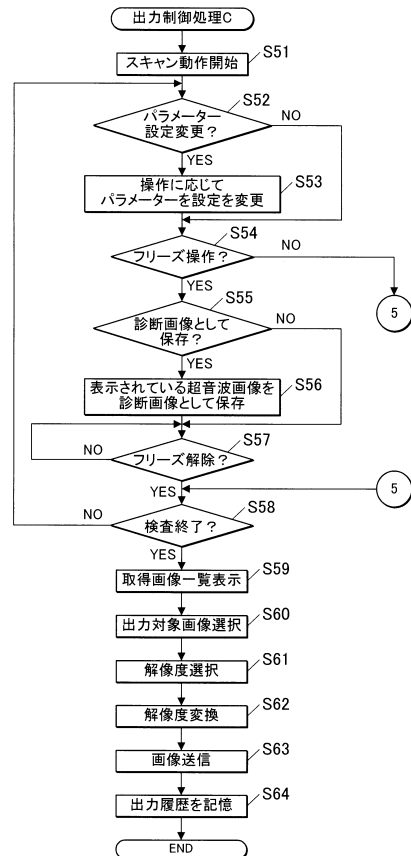 出力制御処理C
スキャン動作開始
S51
S52
パラメーター
設定変更?
NO
YES
操作に応じて
パラメーターを設定を変更
S53
S54
フリーズ操作?
NO
YES
5
S55
診断画像として
保存?
NO
YES
表示されている超音波画像を
診断画像として保存
S56
S57
NO
フリーズ解除?
YES
5
S58
NO
検査終了?
YES
取得画像一覧表示
S59
出力対象画像選択
S60
解像度選択
S61
解像度変換
S62
画像送信
S63
出力履歴を記憶
S64
END